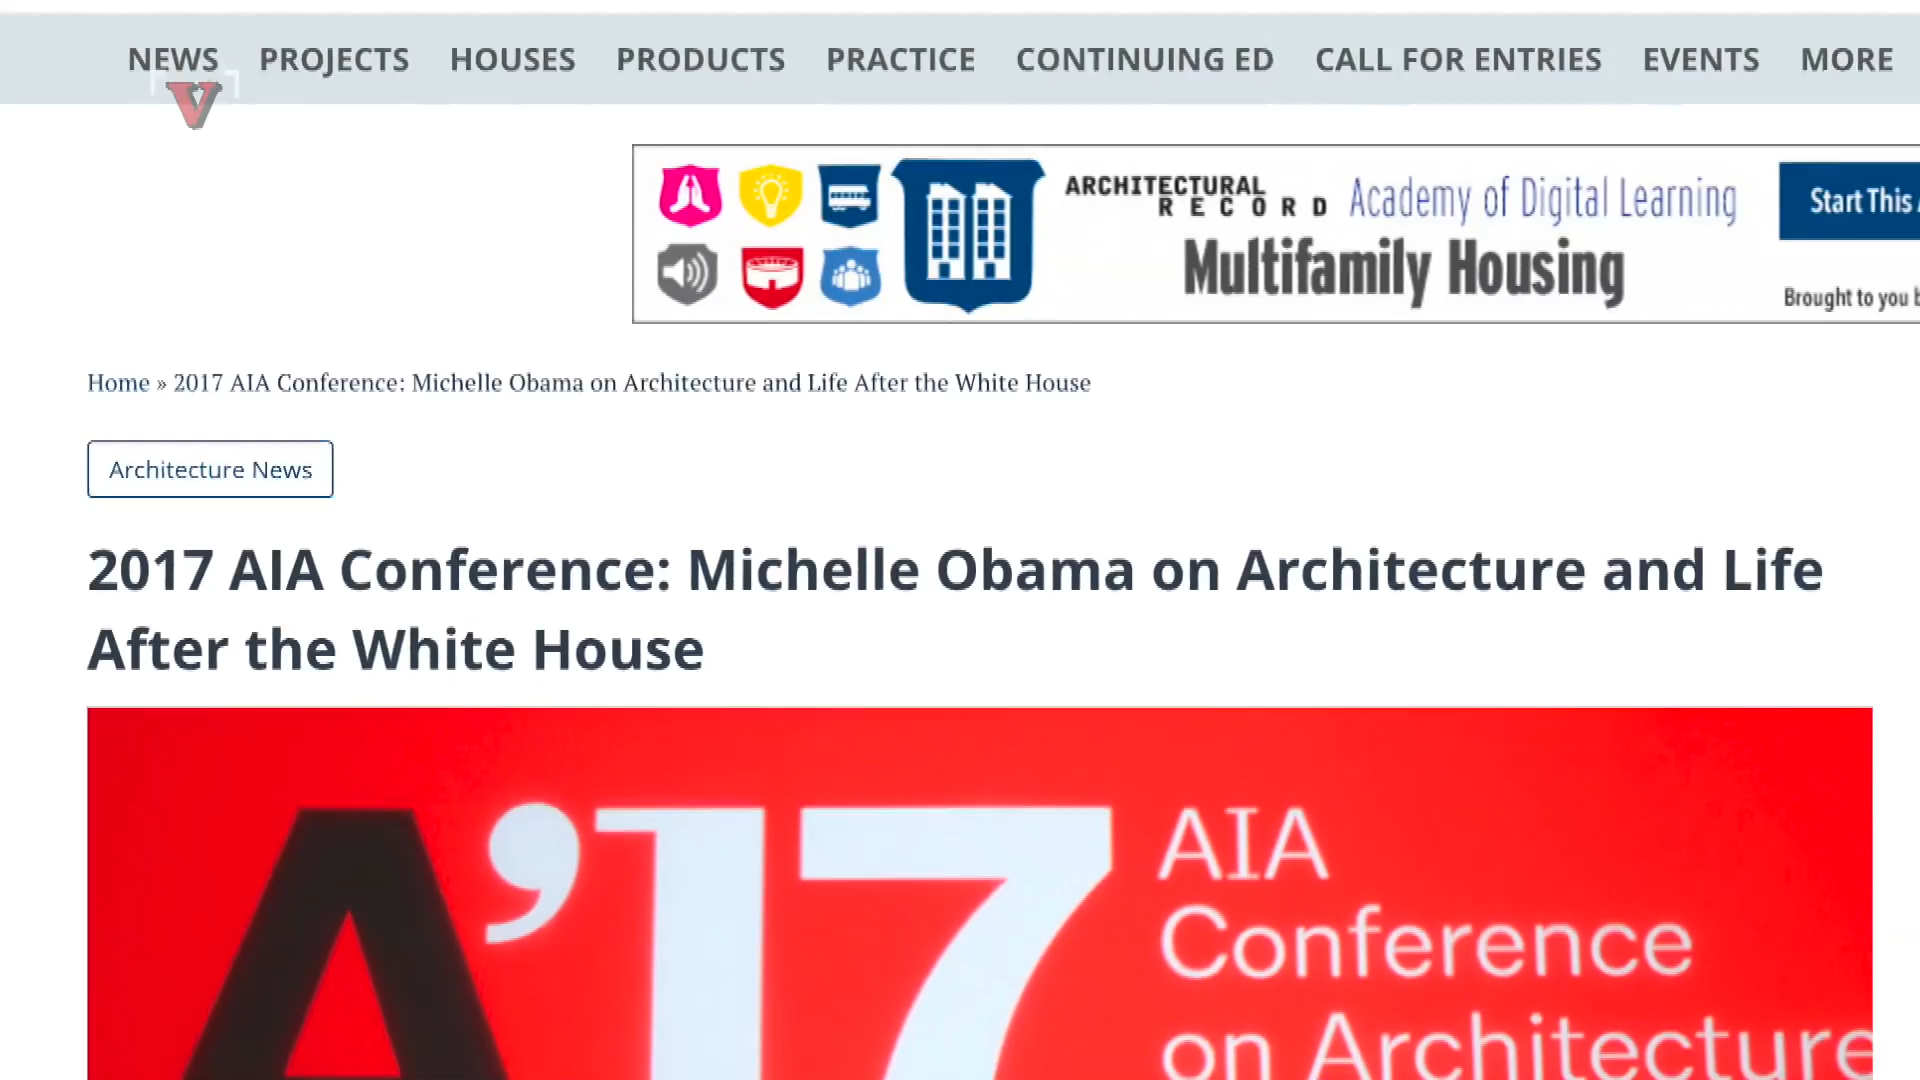 NEWS PROJECTS HOUSES PRODUCTS PRACTICE CONTINUING ED CALL FOR ENTRIES EVENTS MORE
V
ARCHITECTURAL RECORD Academy of Digital Learning
Multifamily Housing
Start This
Brought to you
Home » 2017 AIA Conference: Michelle Obama on Architecture and Life After the White House
Architecture News
2017 AIA Conference: Michelle Obama on Architecture and Life
After the White House
A’17
AIA
Conference
on Architecture